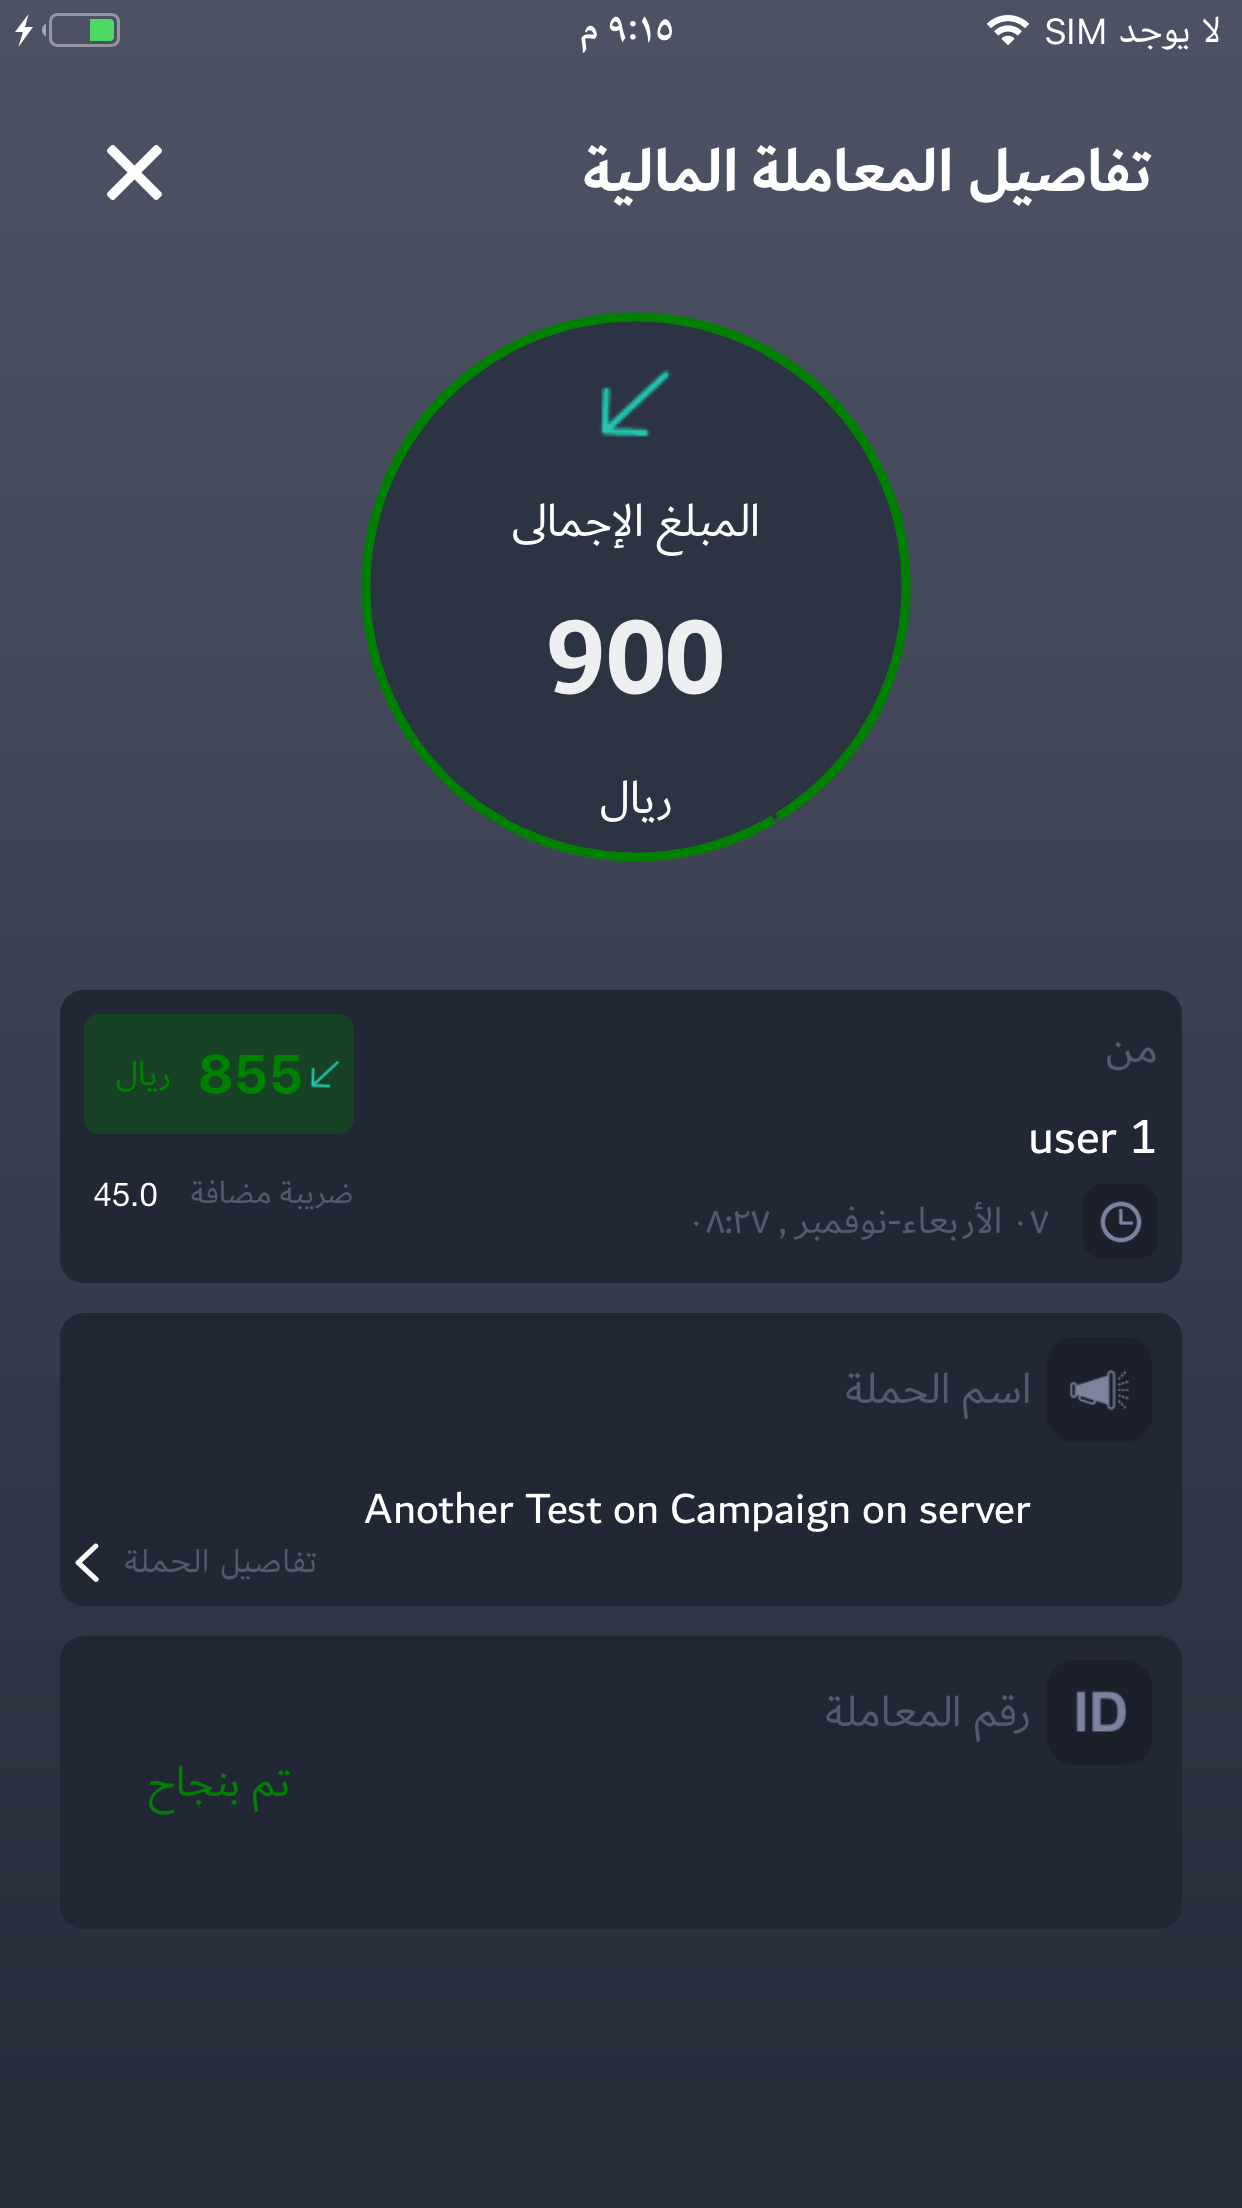 لا يوجد SIM
٩:١٥ م
تفاصيل المعاملة المالية
المبلغ الإجمالى
900
ريال
من
855 ريال
user 1
ضريبة مضافة 45.0
٠٧ الأربعاء-نوفمبر , ٠٨:٢٧
اسم الحملة
Another Test on Campaign on server
تفاصيل الحملة
ID
رقم المعاملة
تم بنجاح